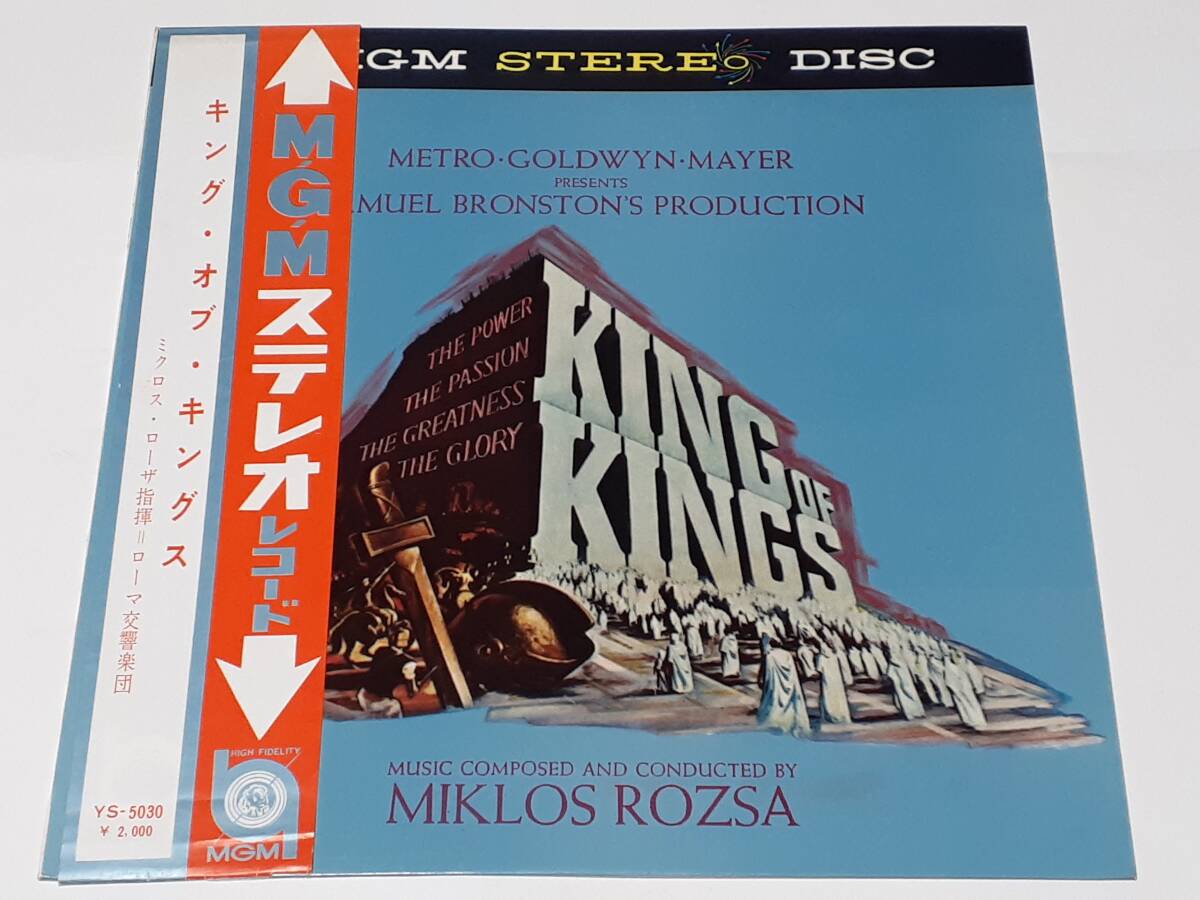 キング・オブ・キングス
ミクロス・ローザ指揮=ローマ交響楽団
YS-5030
¥ 2,000
M・G・M ステレオ レコード
HIGH FIDELITY
MGM
MGM STEREO DISC
METRO・GOLDWYN・MAYER
PRESENTS
SAMUEL BRONSTON'S PRODUCTION
THE POWER
THE PASSION
THE GREATNESS
THE GLORY
KING
OF
KINGS
MUSIC COMPOSED AND CONDUCTED BY
MIKLOS ROZSA